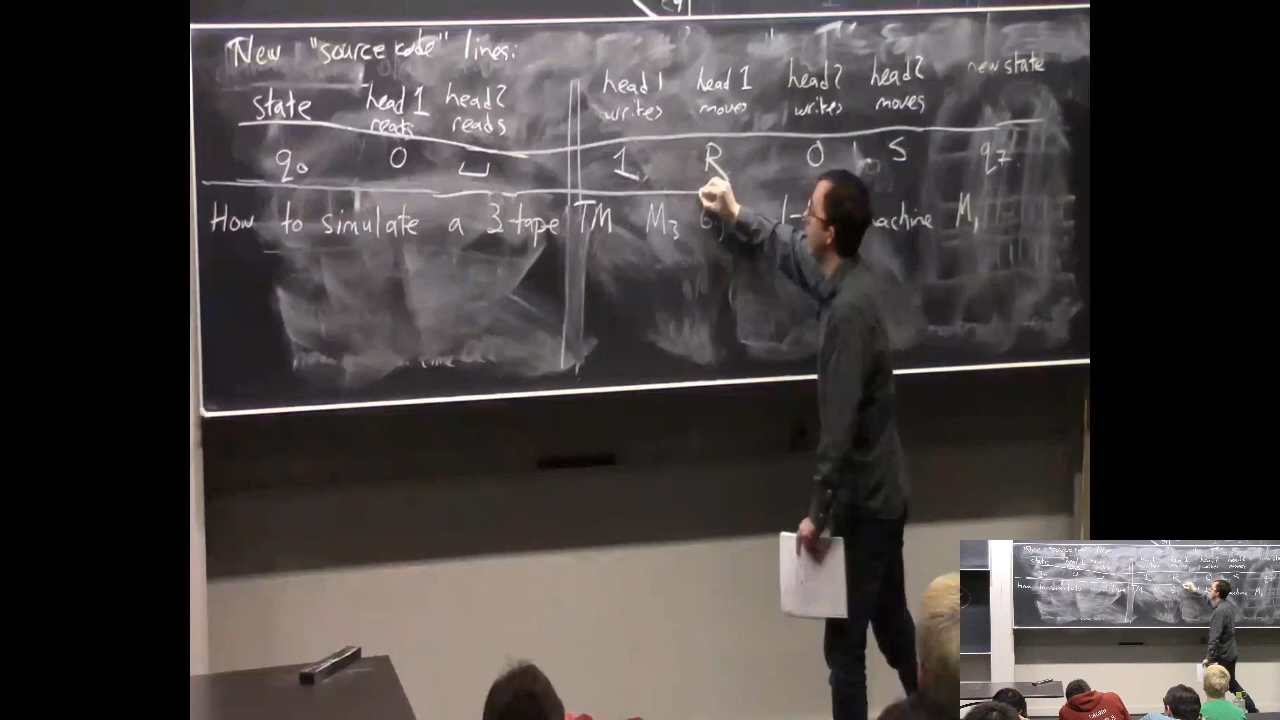 New "source code" lines:
state head 1 reads head 2 reads head 1 writes head 1 moves head 2 writes head 2 moves new state
q₀ 0 ␣ 1 R 0 S q₇
How to simulate a 3-tape TM M₃ machine M₁